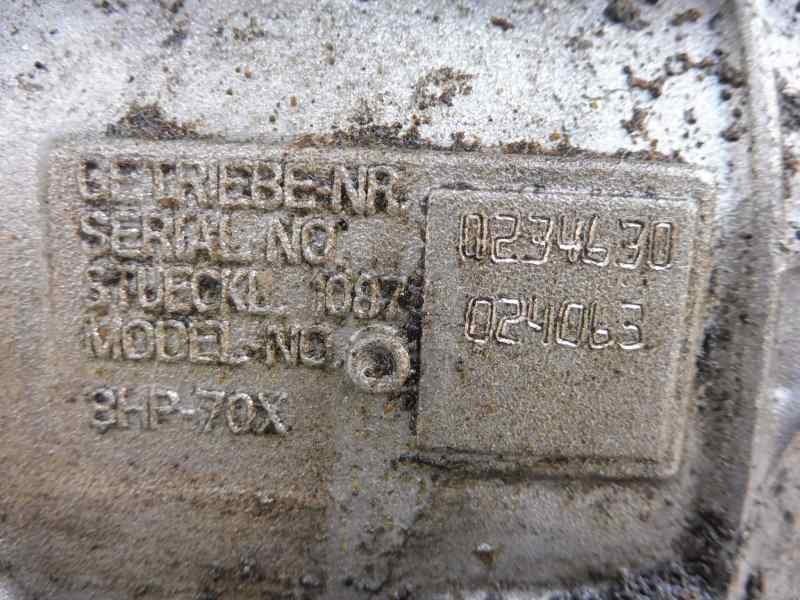 GETRIEBE-NR.
SERIAL-NO. 0234630
STUECKL. 1087
MODEL-NO. 024063
8HP-70X